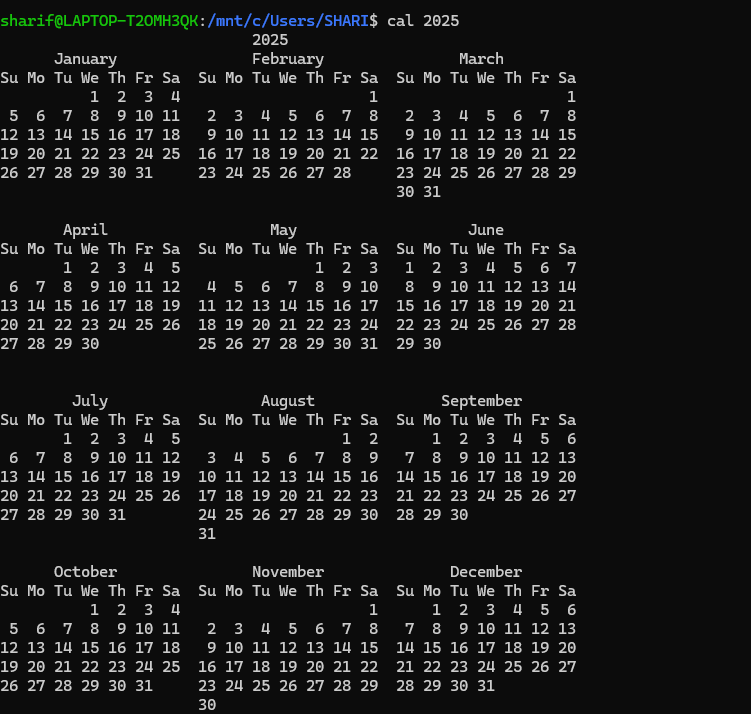 sharif@LAPTOP-T2OMH3QK:/mnt/c/Users/SHARI$ cal 2025
                            2025
      January               February               March
Su Mo Tu We Th Fr Sa  Su Mo Tu We Th Fr Sa  Su Mo Tu We Th Fr Sa
          1  2  3  4                     1                     1
 5  6  7  8  9 10 11   2  3  4  5  6  7  8   2  3  4  5  6  7  8
12 13 14 15 16 17 18   9 10 11 12 13 14 15   9 10 11 12 13 14 15
19 20 21 22 23 24 25  16 17 18 19 20 21 22  16 17 18 19 20 21 22
26 27 28 29 30 31     23 24 25 26 27 28     23 24 25 26 27 28 29
                                            30 31
       April                  May                   June
Su Mo Tu We Th Fr Sa  Su Mo Tu We Th Fr Sa  Su Mo Tu We Th Fr Sa
       1  2  3  4  5               1  2  3   1  2  3  4  5  6  7
 6  7  8  9 10 11 12   4  5  6  7  8  9 10   8  9 10 11 12 13 14
13 14 15 16 17 18 19  11 12 13 14 15 16 17  15 16 17 18 19 20 21
20 21 22 23 24 25 26  18 19 20 21 22 23 24  22 23 24 25 26 27 28
27 28 29 30           25 26 27 28 29 30 31  29 30
        July                 August              September
Su Mo Tu We Th Fr Sa  Su Mo Tu We Th Fr Sa  Su Mo Tu We Th Fr Sa
       1  2  3  4  5                  1  2      1  2  3  4  5  6
 6  7  8  9 10 11 12   3  4  5  6  7  8  9   7  8  9 10 11 12 13
13 14 15 16 17 18 19  10 11 12 13 14 15 16  14 15 16 17 18 19 20
20 21 22 23 24 25 26  17 18 19 20 21 22 23  21 22 23 24 25 26 27
27 28 29 30 31        24 25 26 27 28 29 30  28 29 30
                      31
      October               November              December
Su Mo Tu We Th Fr Sa  Su Mo Tu We Th Fr Sa  Su Mo Tu We Th Fr Sa
          1  2  3  4                     1      1  2  3  4  5  6
 5  6  7  8  9 10 11   2  3  4  5  6  7  8   7  8  9 10 11 12 13
12 13 14 15 16 17 18   9 10 11 12 13 14 15  14 15 16 17 18 19 20
19 20 21 22 23 24 25  16 17 18 19 20 21 22  21 22 23 24 25 26 27
26 27 28 29 30 31     23 24 25 26 27 28 29  28 29 30 31
                      30